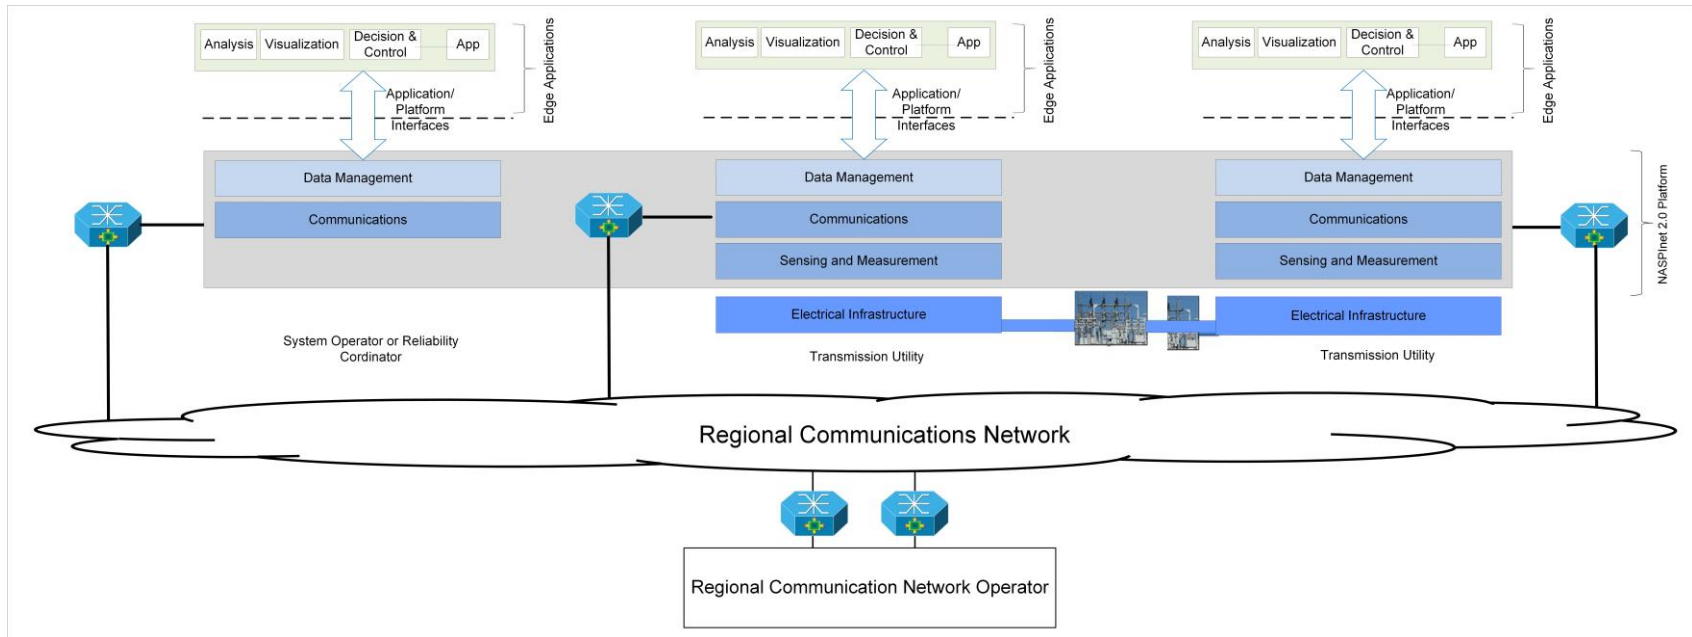 Analysis
Visualization
Decision &
Control
App
Edge Applications
Analysis
Visualization
Decision &
Control
App
Edge Applications
Analysis
Visualization
Decision &
Control
App
Edge Applications
Application/
Platform
Interfaces
Application/
Platform
Interfaces
Application/
Platform
Interfaces
Data Management
Communications
Data Management
Communications
Sensing and Measurement
Data Management
Communications
Sensing and Measurement
NASPInet 2.0 Platform
Electrical Infrastructure
Electrical Infrastructure
System Operator or Reliability
Cordinator
Transmission Utility
Transmission Utility
Regional Communications Network
Regional Communication Network Operator